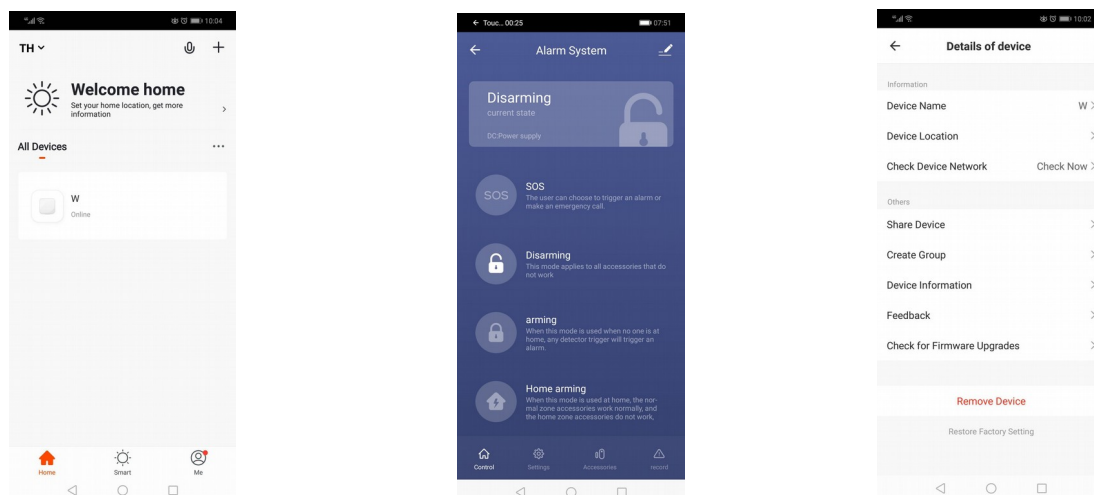 10:04
TH
Welcome home
Set your home location, get more
information
All Devices
W
Online
Home
Smart
Me
Touc... 00:25
07:51
Alarm System
Disarming
current state
DC:Power supply
SOS
SOS
The user can choose to trigger an alarm or
make an emergency call.
Disarming
This mode applies to all accessories that do
not work
arming
When this mode is used when no one is at
home, any detector trigger will trigger an
alarm.
Home arming
When this mode is used at home, the nor-
mal zone accessories work normally, and
the home zone accessories do not work,
Control
Settings
Accessories
record
10:02
Details of device
Information
Device Name
W
Device Location
Check Device Network
Check Now
Others
Share Device
Create Group
Device Information
Feedback
Check for Firmware Upgrades
Remove Device
Restore Factory Setting